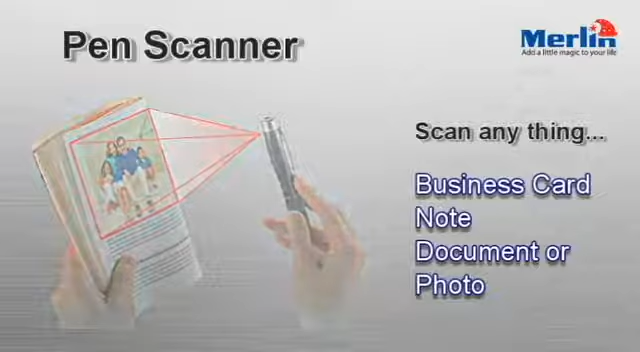 Pen Scanner
Merlin
Add a little magic to your life
Scan any thing...
Business Card
Note
Document or
Photo